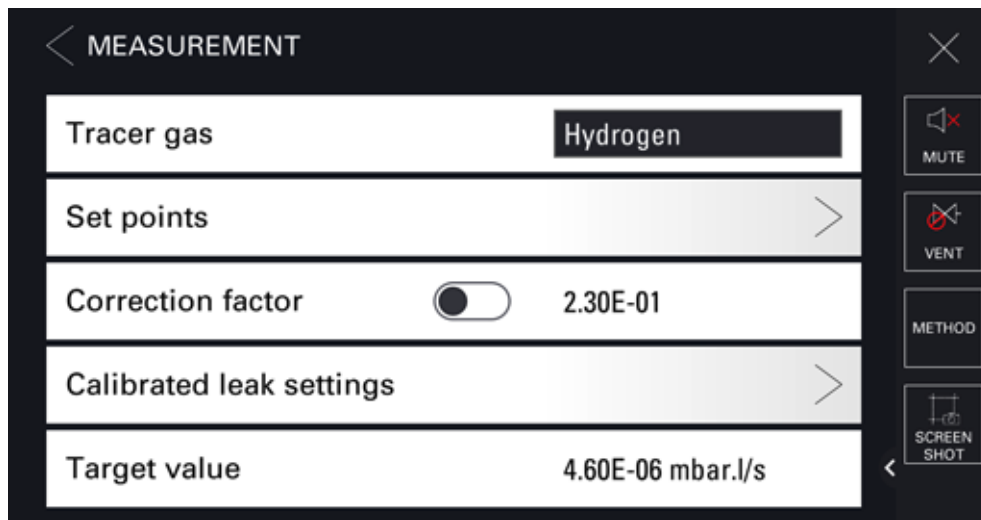 MEASUREMENT
Tracer gas
Hydrogen
Set points
Correction factor
2.30E-01
Calibrated leak settings
Target value
4.60E-06 mbar.l/s
MUTE
VENT
METHOD
SCREEN
SHOT